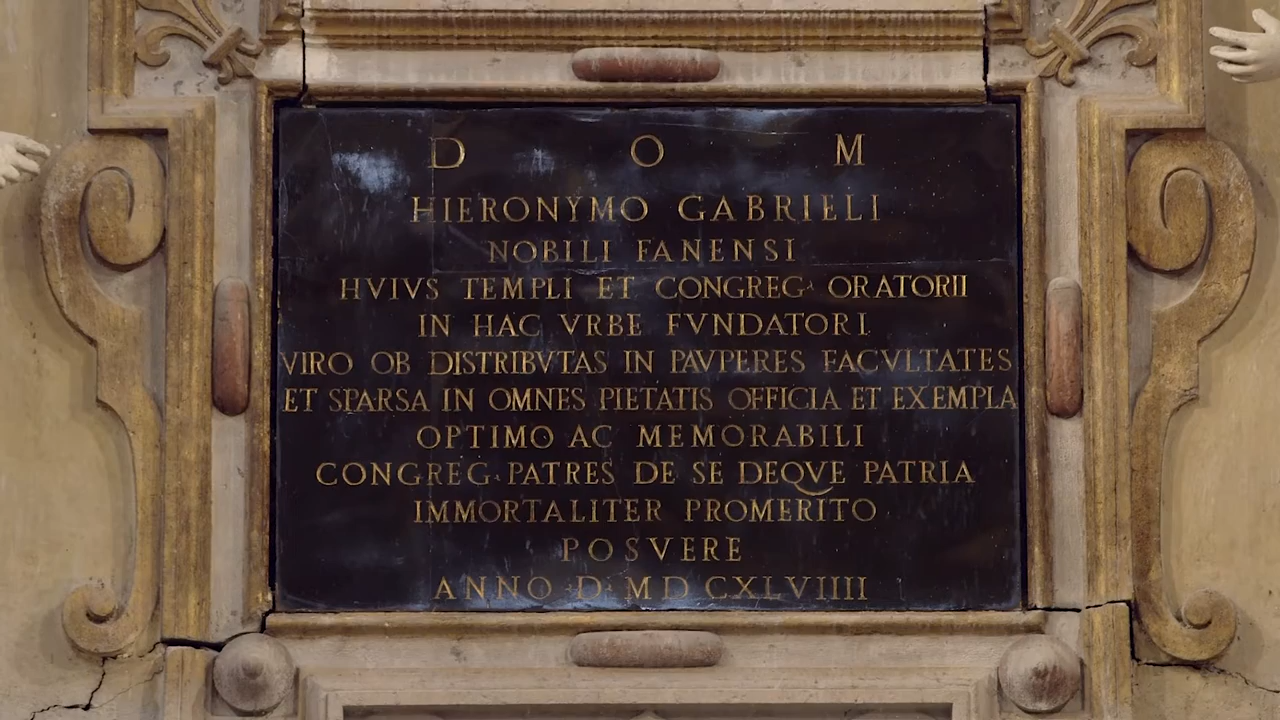 D O M
HIERONYMO GABRIELI
NOBILI FANENSI
HVIVS TEMPLI ET CONGREG· ORATORII
IN HAC VRBE FVNDATORI
VIRO OB DISTRIBVTAS IN PAVPERES FACVLTATES
ET SPARSA IN OMNES PIETATIS OFFICIA ET EXEMPLA
OPTIMO AC MEMORABILI
CONGREG· PATRES DE SE DEQVE PATRIA
IMMORTALITER PROMERITO
POSVERE
ANNO D· MD CXLVIIII